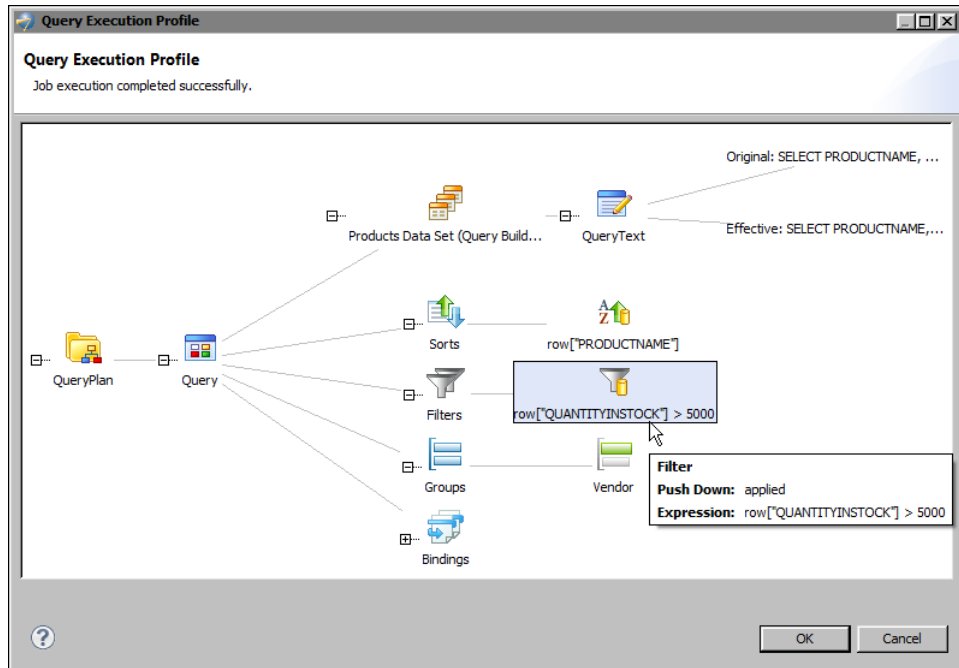 Query Execution Profile
Query Execution Profile
Job execution completed successfully.
Original: SELECT PRODUCTNAME, ...
Products Data Set (Query Build...
QueryText
Effective: SELECT PRODUCTNAME,...
Sorts
row["PRODUCTNAME"]
QueryPlan
Query
Filters
row["QUANTITYINSTOCK"] > 5000
Groups
Vendor
Filter
Push Down: applied
Expression: row["QUANTITYINSTOCK"] > 5000
Bindings
OK
Cancel